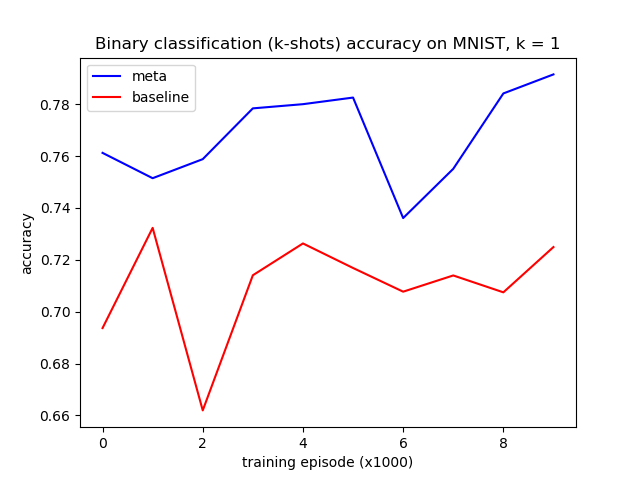 Binary classification (k-shots) accuracy on MNIST, k = 1
meta
baseline
accuracy
0.78
0.76
0.74
0.72
0.70
0.68
0.66
0 2 4 6 8
training episode (x1000)